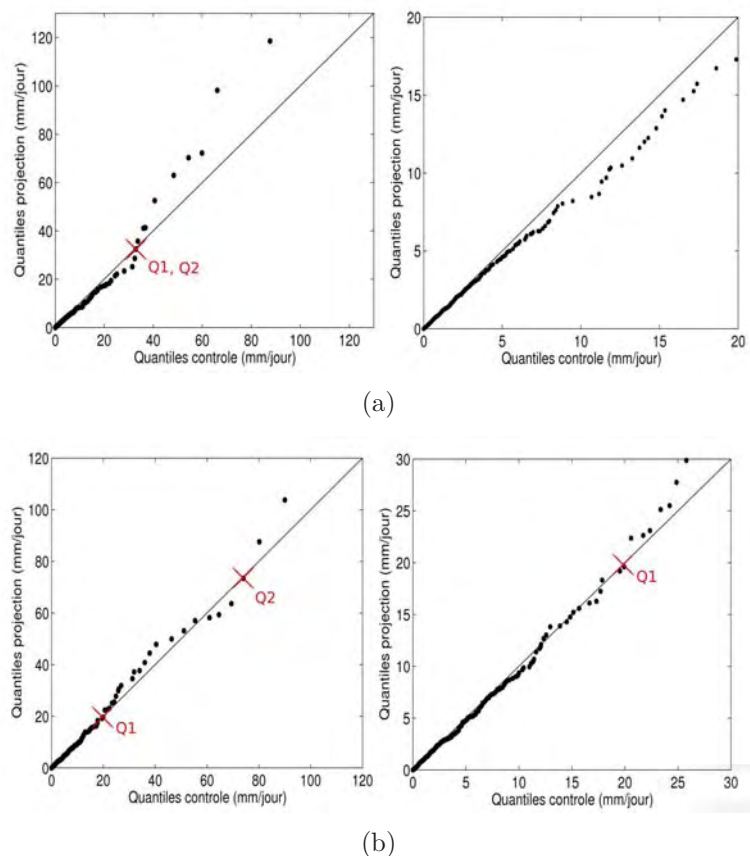 Quantiles projection (mm/jour)
120
100
80
60
40
20
0
Q1, Q2
0 20 40 60 80 100 120
Quantiles controle (mm/jour)
Quantiles projection (mm/jour)
20
15
10
5
0
0 5 10 15 20
Quantiles controle (mm/jour)
(a)
Quantiles projection (mm/jour)
120
100
80
60
40
20
0
Q2
Q1
0 20 40 60 80 100 120
Quantiles controle (mm/jour)
Quantiles projection (mm/jour)
30
25
20
15
10
5
0
Q1
0 5 10 15 20 25 30
Quantiles controle (mm/jour)
(b)